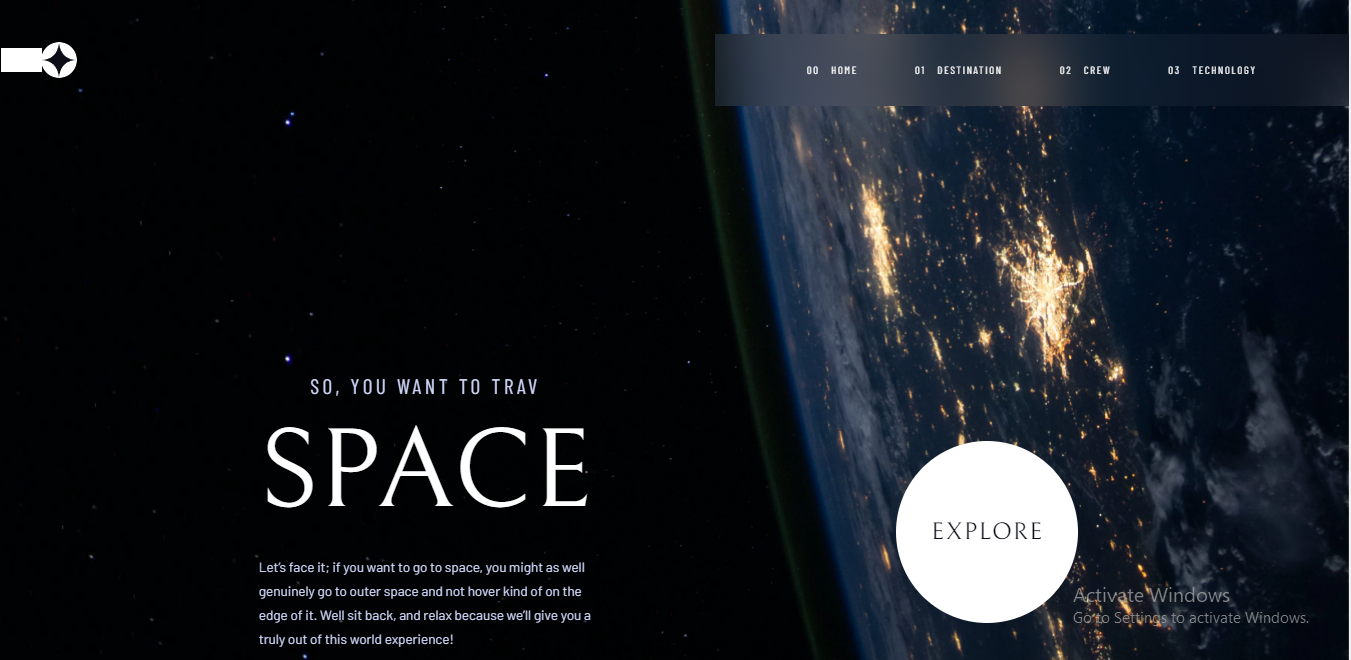 00 HOME 01 DESTINATION 02 CREW 03 TECHNOLOGY
SO, YOU WANT TO TRAV
SPACE
Let's face it; if you want to go to space, you might as well
genuinely go to outer space and not hover kind of on the
edge of it. Well sit back, and relax because we'll give you a
truly out of this world experience!
EXPLORE
Activate Windows
Go to Settings to activate Windows.